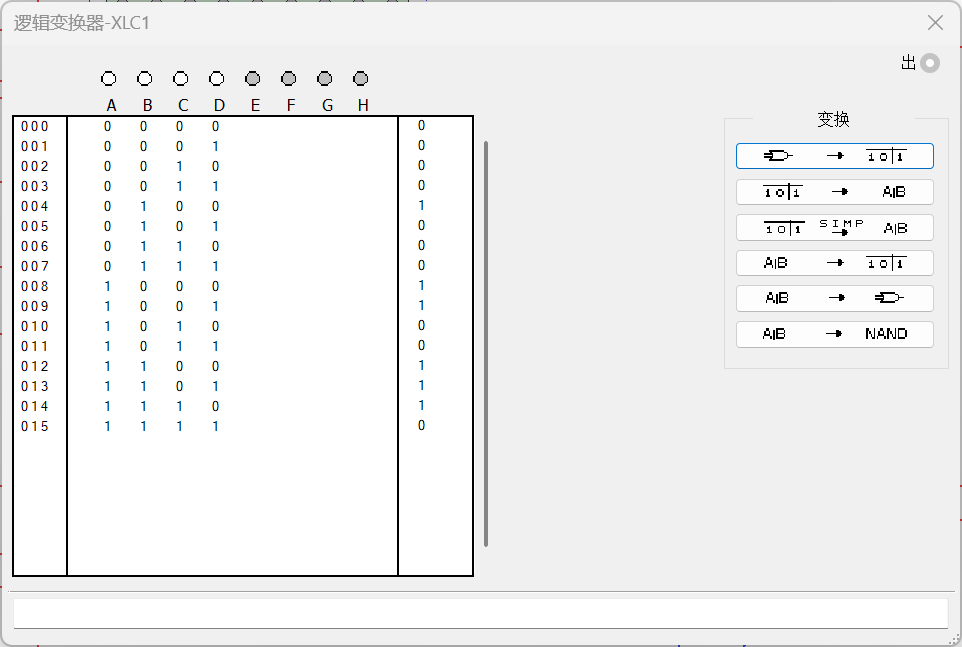 逻辑变换器-XLC1
出
A B C D E F G H
000 0 0 0 0 0
001 0 0 0 1 0
002 0 0 1 0 0
003 0 0 1 1 0
004 0 1 0 0 1
005 0 1 0 1 0
006 0 1 1 0 0
007 0 1 1 1 0
008 1 0 0 0 1
009 1 0 0 1 1
010 1 0 1 0 0
011 1 0 1 1 0
012 1 1 0 0 1
013 1 1 0 1 1
014 1 1 1 0 1
015 1 1 1 1 0
变换
→ 1 0|1
1 0|1 → A|B
1 0|1 SIMP → A|B
A|B → 1 0|1
A|B →
A|B → NAND